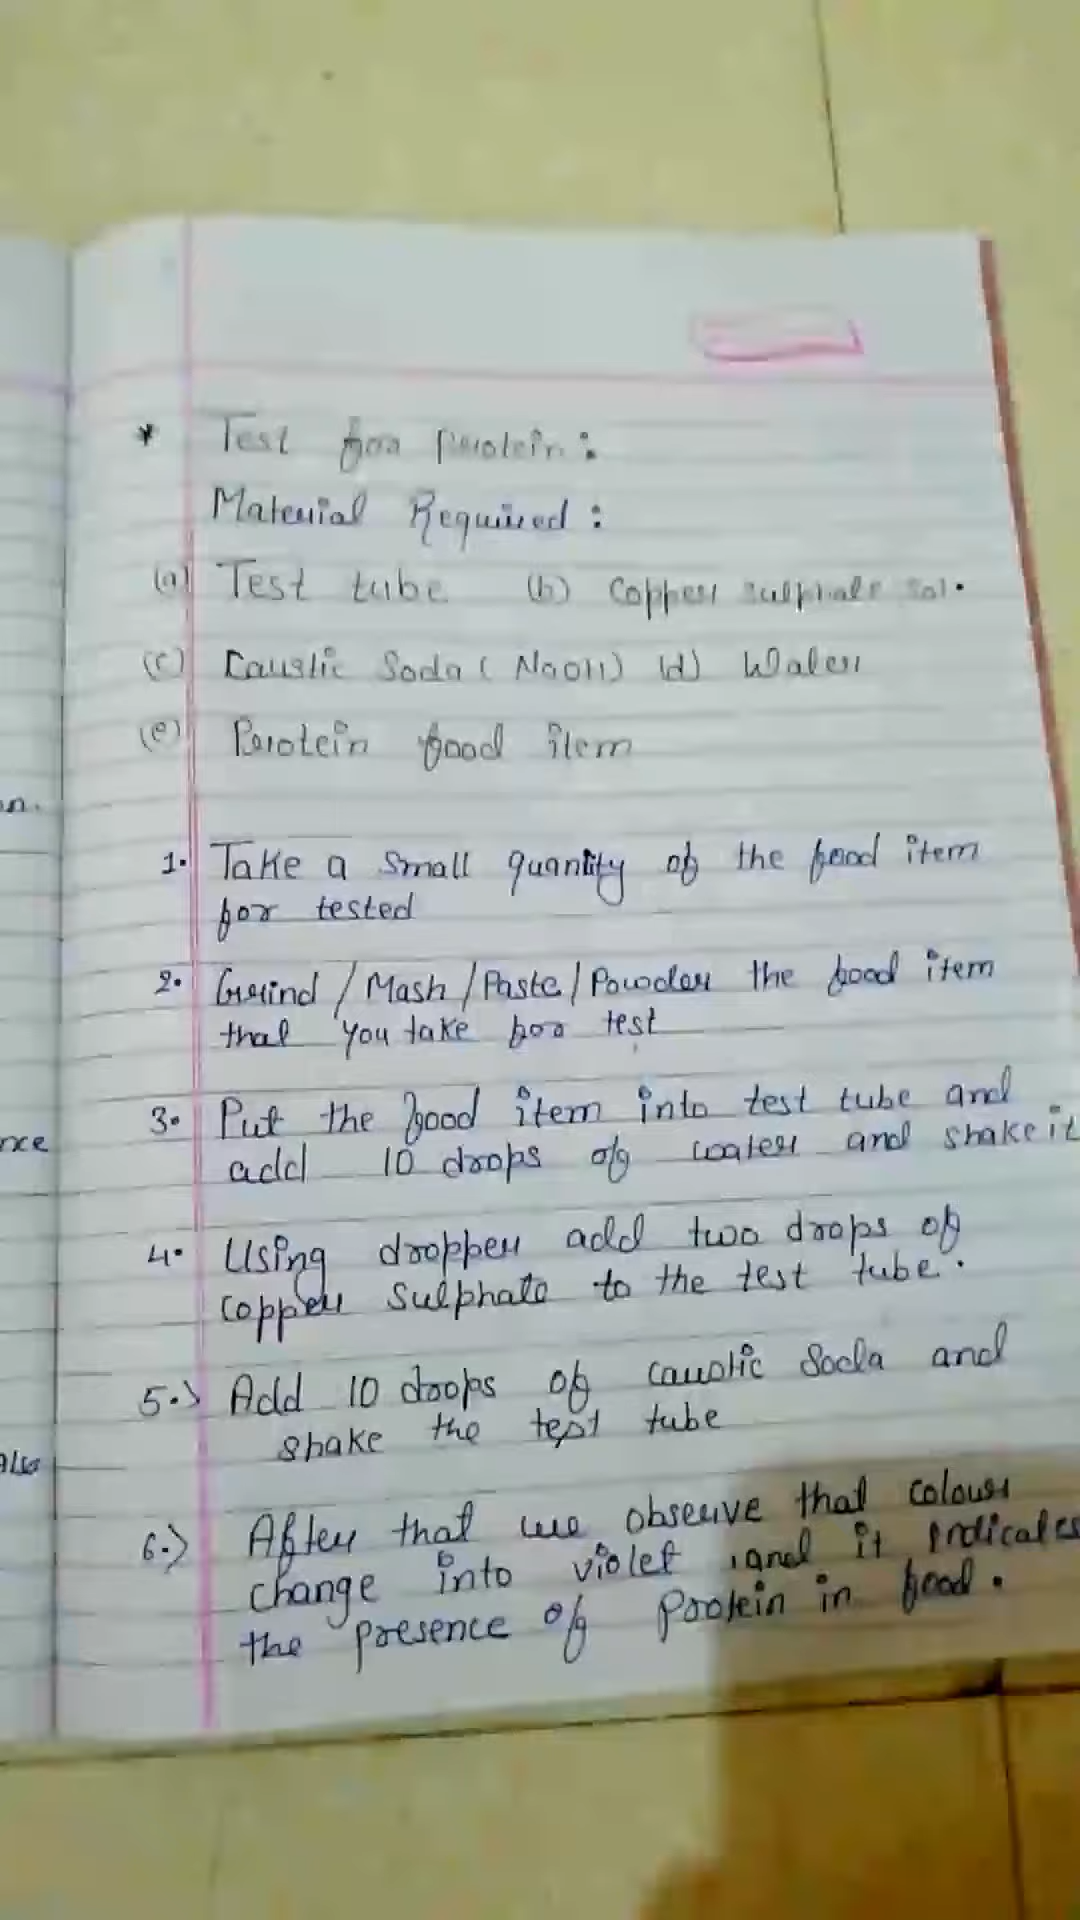 * Test for Protein :
Material Required :
(a) Test tube (b) Copper sulphate sol.
(c) Caustic Soda ( NaOH) (d) Water
(e) Protein food item
1. Take a small quantity of the food item
for tested
2. Grind / Mash / Paste / Powder the food item
that you take for test
3. Put the food item into test tube and
add 10 drops of water and shake it
4. Using dropper add two drops of
copper sulphate to the test tube.
5.) Add 10 drops of caustic Soda and
shake the test tube
6.) After that we observe that colour
change into violet , and it indicates
the presence of protein in food.